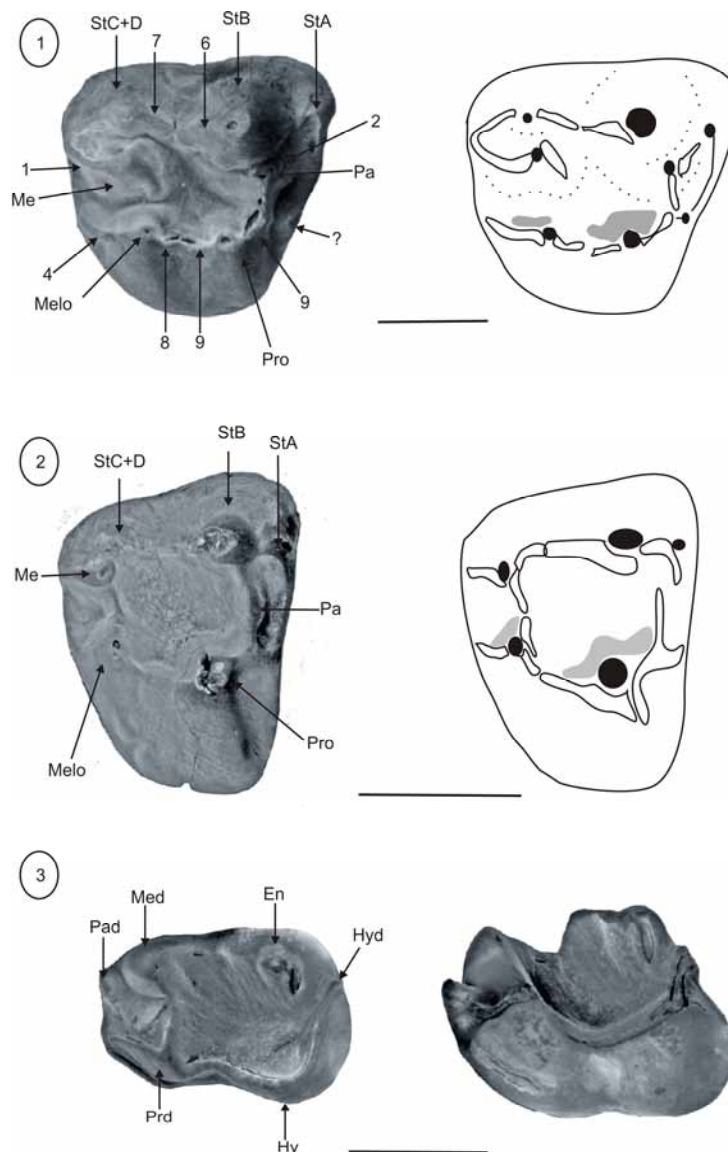 1
StC+D 7 6 StB StA
2
Pa
1
Me
?
4
Melo
8 9 9
Pro
2
StC+D StB StA
Me
Pa
Melo
Pro
3
Pad Med En Hyd
Prd
Hy